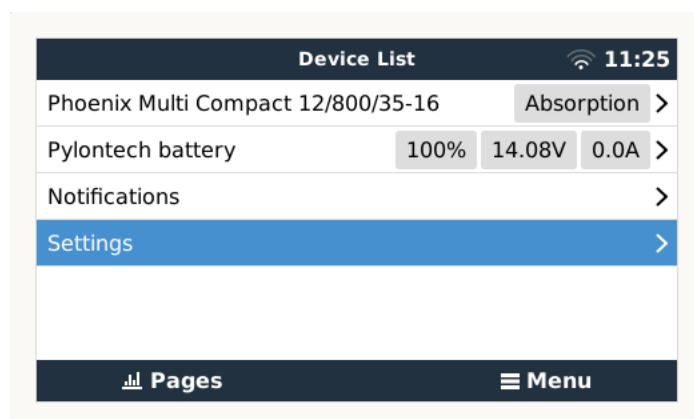 Device List 11:25
Phoenix Multi Compact 12/800/35-16 Absorption
Pylontech battery 100% 14.08V 0.0A
Notifications
Settings
Pages Menu